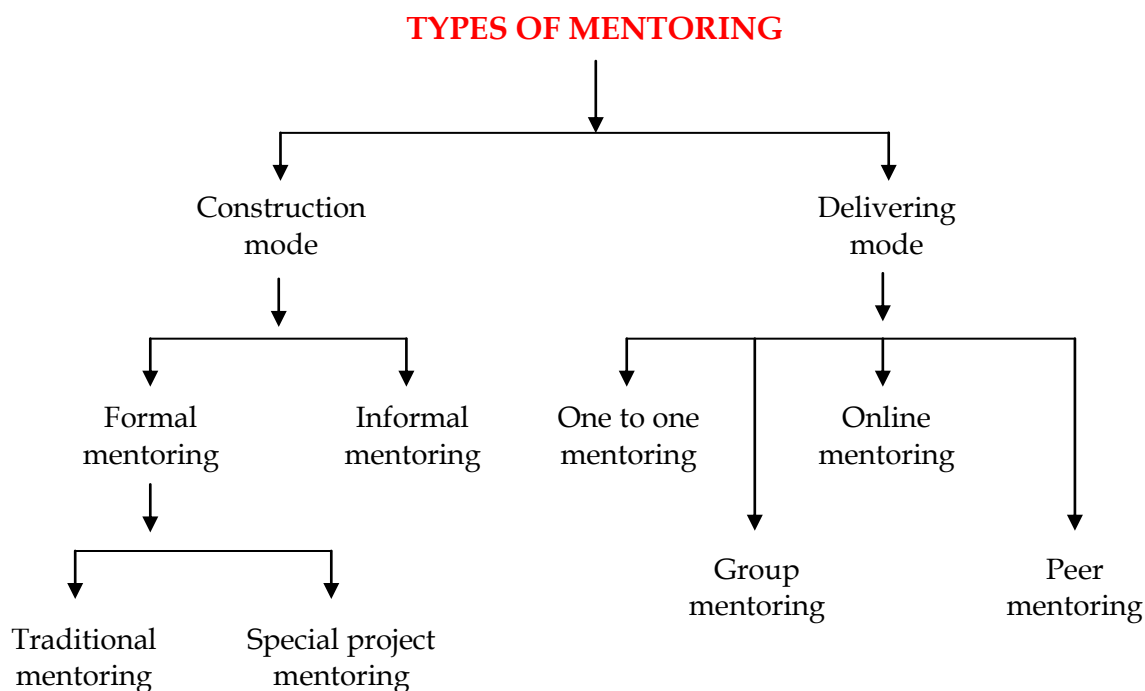 TYPES OF MENTORING
Construction
mode
Delivering
mode
Formal
mentoring
Informal
mentoring
One to one
mentoring
Online
mentoring
Group
mentoring
Peer
mentoring
Traditional
mentoring
Special project
mentoring